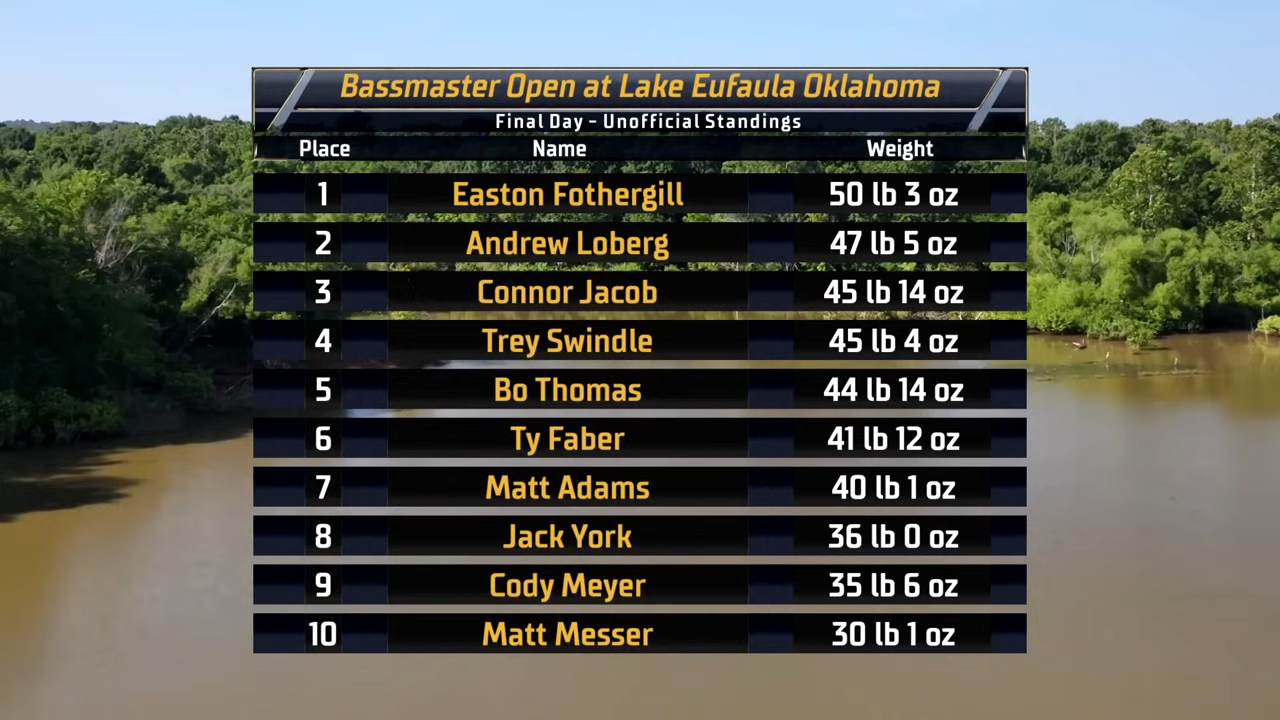 Bassmaster Open at Lake Eufaula Oklahoma
Final Day - Unofficial Standings
Place Name Weight
1 Easton Fothergill 50 lb 3 oz
2 Andrew Loberg 47 lb 5 oz
3 Connor Jacob 45 lb 14 oz
4 Trey Swindle 45 lb 4 oz
5 Bo Thomas 44 lb 14 oz
6 Ty Faber 41 lb 12 oz
7 Matt Adams 40 lb 1 oz
8 Jack York 36 lb 0 oz
9 Cody Meyer 35 lb 6 oz
10 Matt Messer 30 lb 1 oz